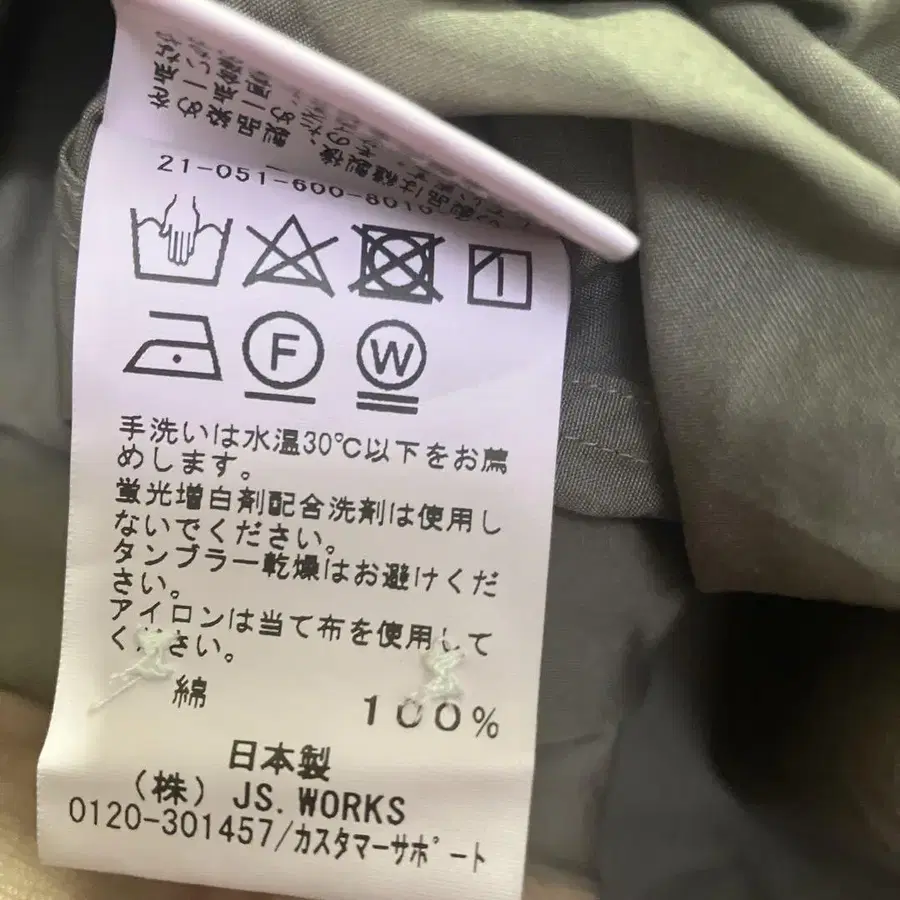 21-051-600-8010
F
W
手洗いは水温30℃以下をお薦
めします。
蛍光増白剤配合洗剤は使用し
ないでください。
タンブラー乾燥はお避けくだ
さい。
アイロンは当て布を使用して
ください。
綿 100%
日本製
(株) JS.WORKS
0120-301457/カスタマーサポート